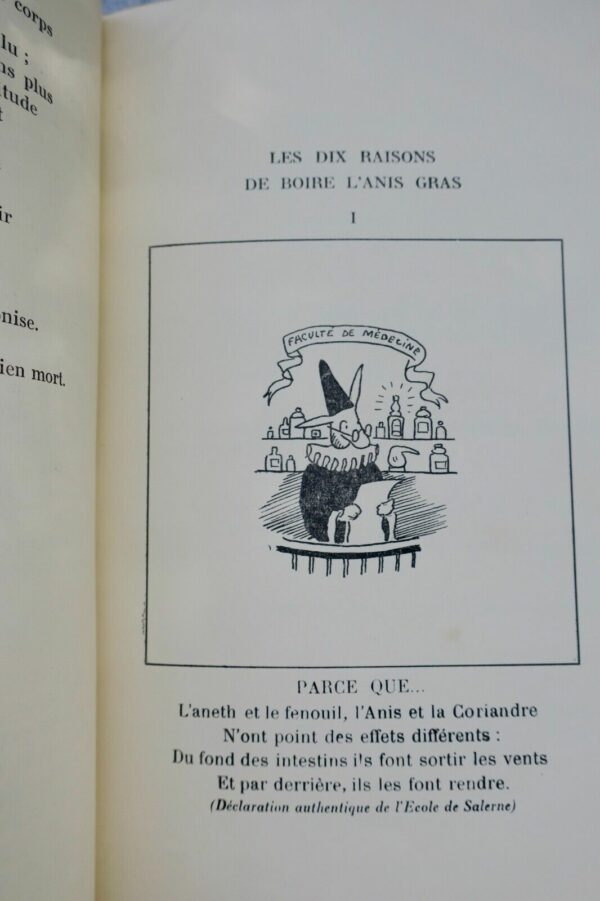 corps
lu ;
plus
LES DIX RAISONS
DE BOIRE L'ANIS GRAS
I
FACULTÉ DE MÉDECINE
PARCE QUE...
L'aneth et le fenouil, l'Anis et la Coriandre
N'ont point des effets différents :
Du fond des intestins i's font sortir les vents
Et par derrière, ils les font rendre.
(Déclaration authentique de l'Ecole de Salerne)
ien mort.